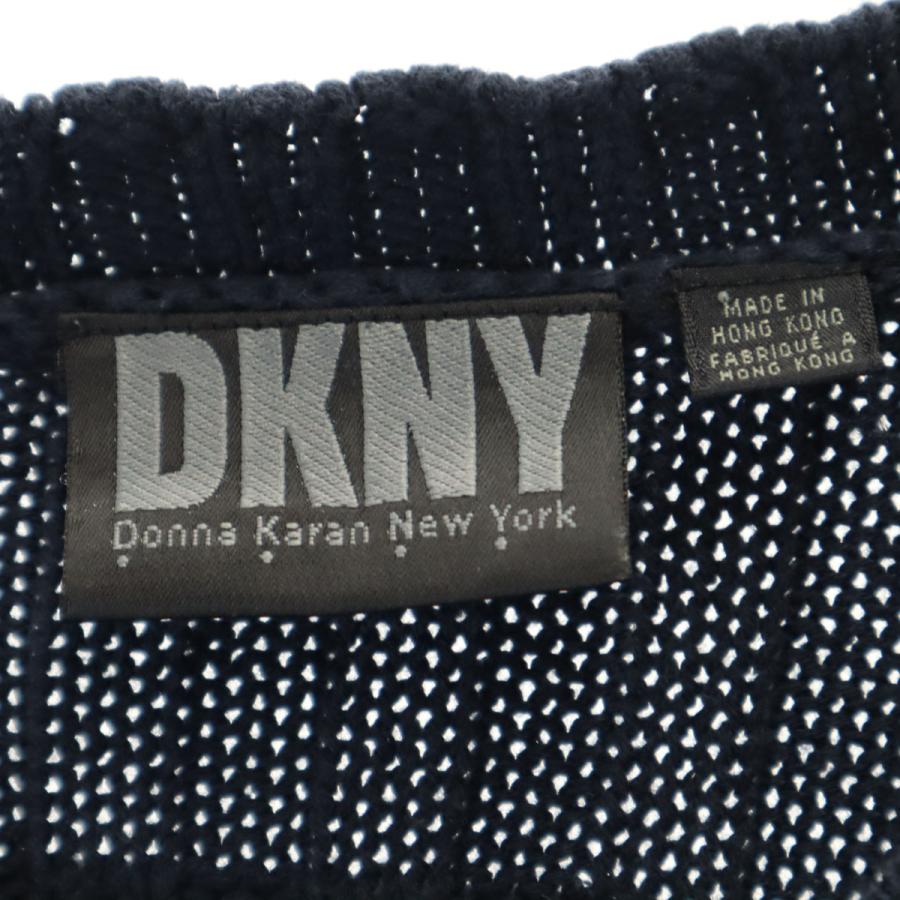 DKNY
Donna Karan New York
MADE IN
HONG KONG
FABRIQUÉ A
HONG KONG